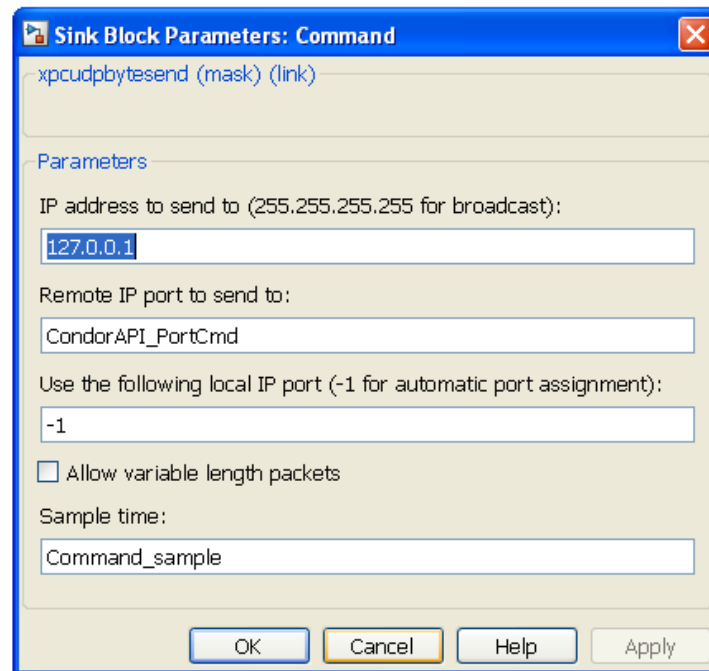 Sink Block Parameters: Command
xpcudpbytesend (mask) (link)
Parameters
IP address to send to (255.255.255.255 for broadcast):
127.0.0.1
Remote IP port to send to:
CondorAPI_PortCmd
Use the following local IP port (-1 for automatic port assignment):
-1
Allow variable length packets
Sample time:
Command_sample
OK Cancel Help Apply